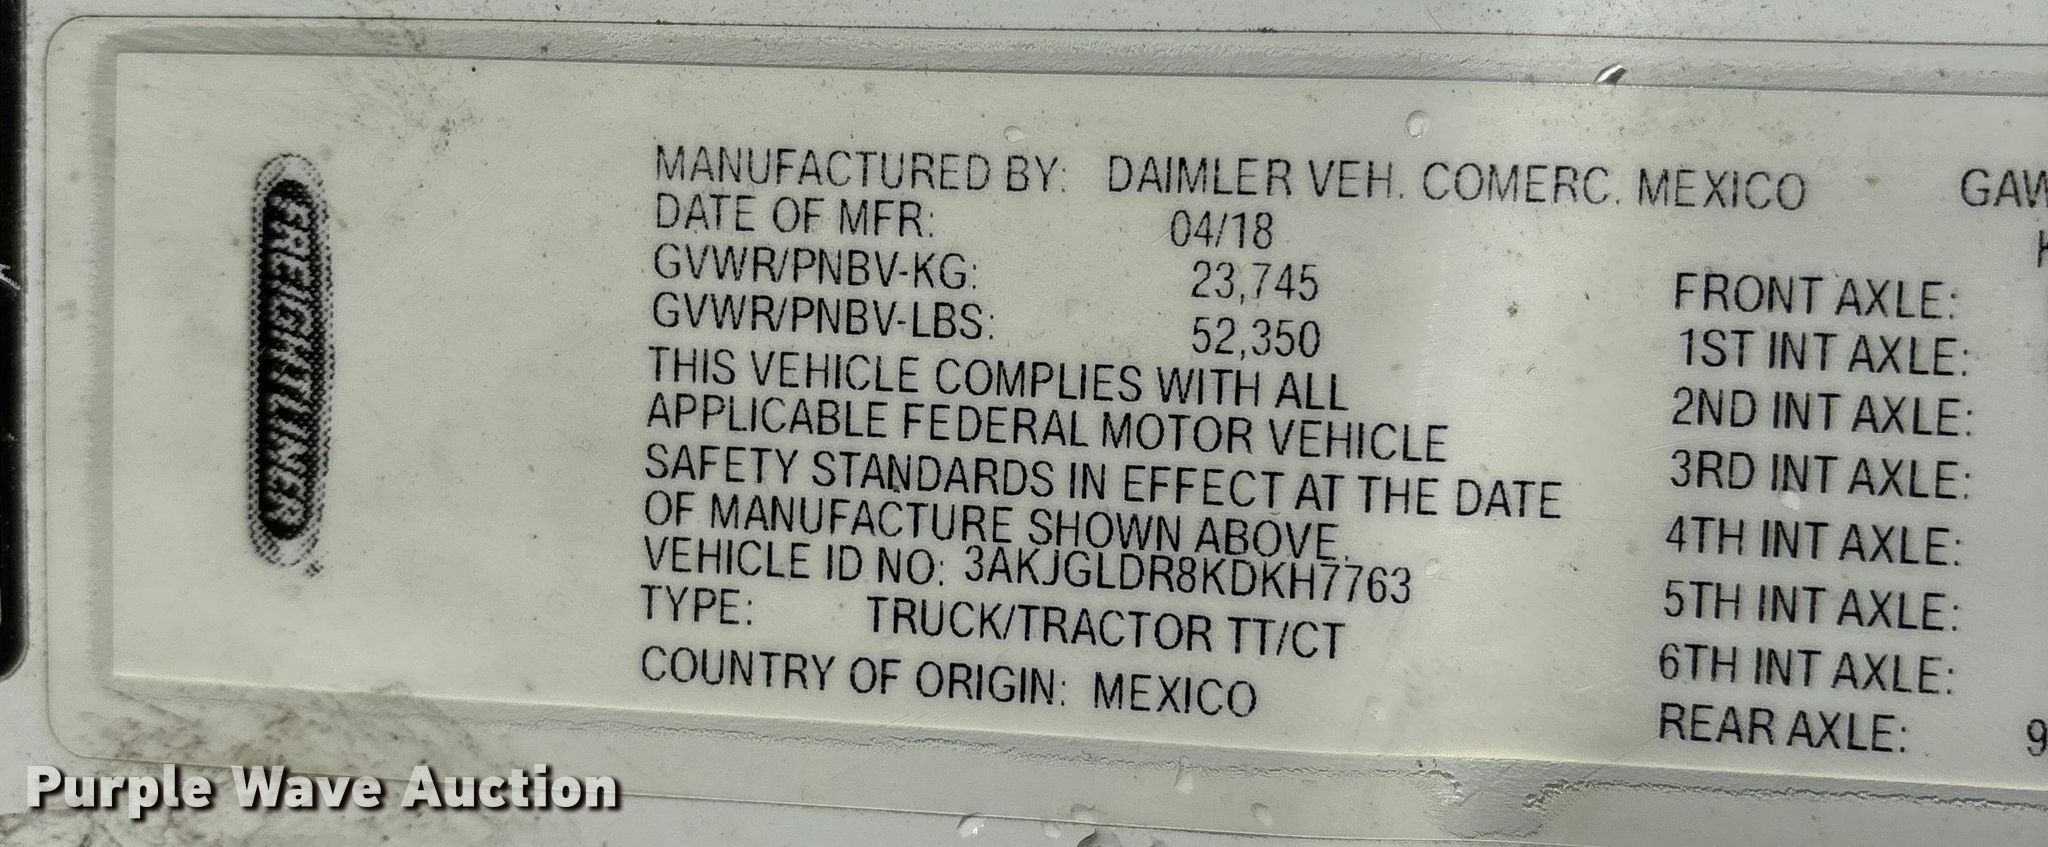 FREIGHTLINER
MANUFACTURED BY: DAIMLER VEH. COMERC. MEXICO
DATE OF MFR: 04/18
GVWR/PNBV-KG: 23,745
GVWR/PNBV-LBS: 52,350
THIS VEHICLE COMPLIES WITH ALL
APPLICABLE FEDERAL MOTOR VEHICLE
SAFETY STANDARDS IN EFFECT AT THE DATE
OF MANUFACTURE SHOWN ABOVE.
VEHICLE ID NO: 3AKJGLDR8KDKH7763
TYPE: TRUCK/TRACTOR TT/CT
COUNTRY OF ORIGIN: MEXICO
FRONT AXLE:
1ST INT AXLE:
2ND INT AXLE:
3RD INT AXLE:
4TH INT AXLE:
5TH INT AXLE:
6TH INT AXLE:
REAR AXLE: 9
Purple Wave Auction